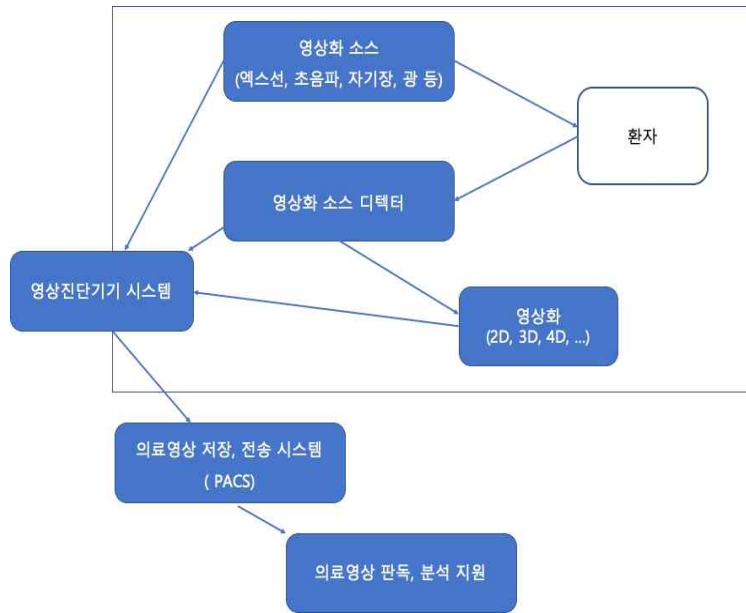 영상화 소스
(엑스선, 초음파, 자기장, 광 등)
환자
영상화 소스 디텍터
영상진단기기 시스템
영상화
(2D, 3D, 4D, ...)
의료영상 저장, 전송 시스템
( PACS)
의료영상 판독, 분석 지원